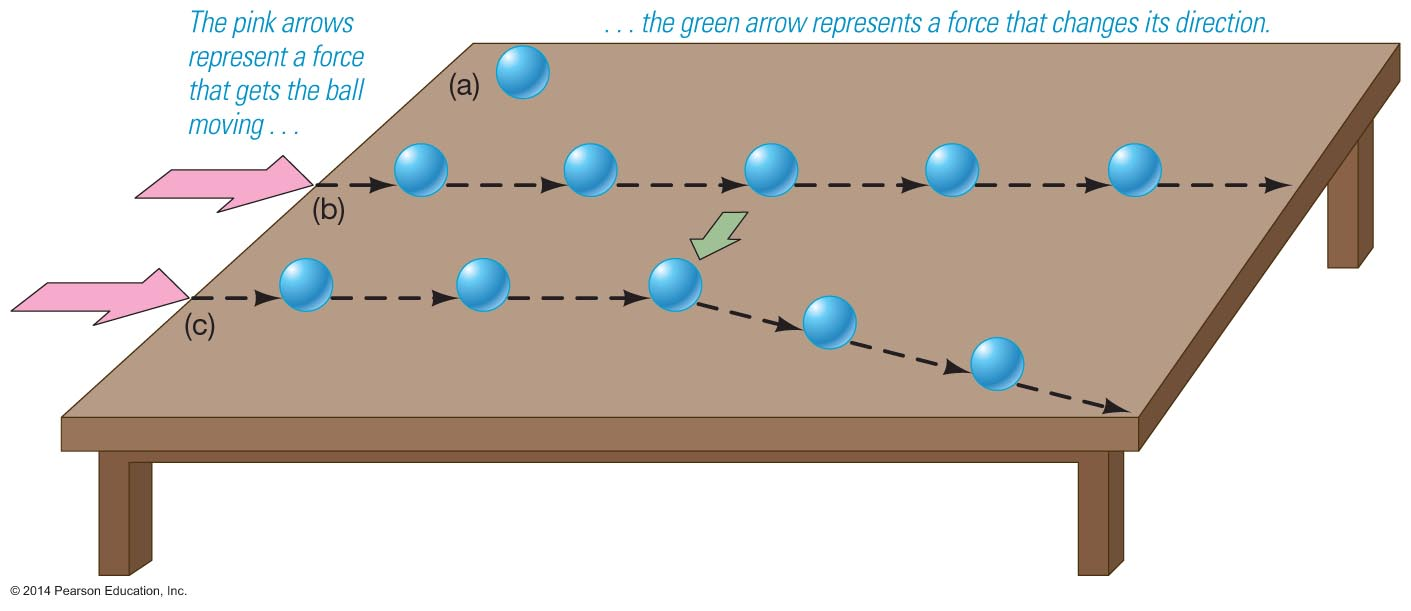 The pink arrows
represent a force
that gets the ball
moving . . .
. . . the green arrow represents a force that changes its direction.
(a)
(b)
(c)
© 2014 Pearson Education, Inc.